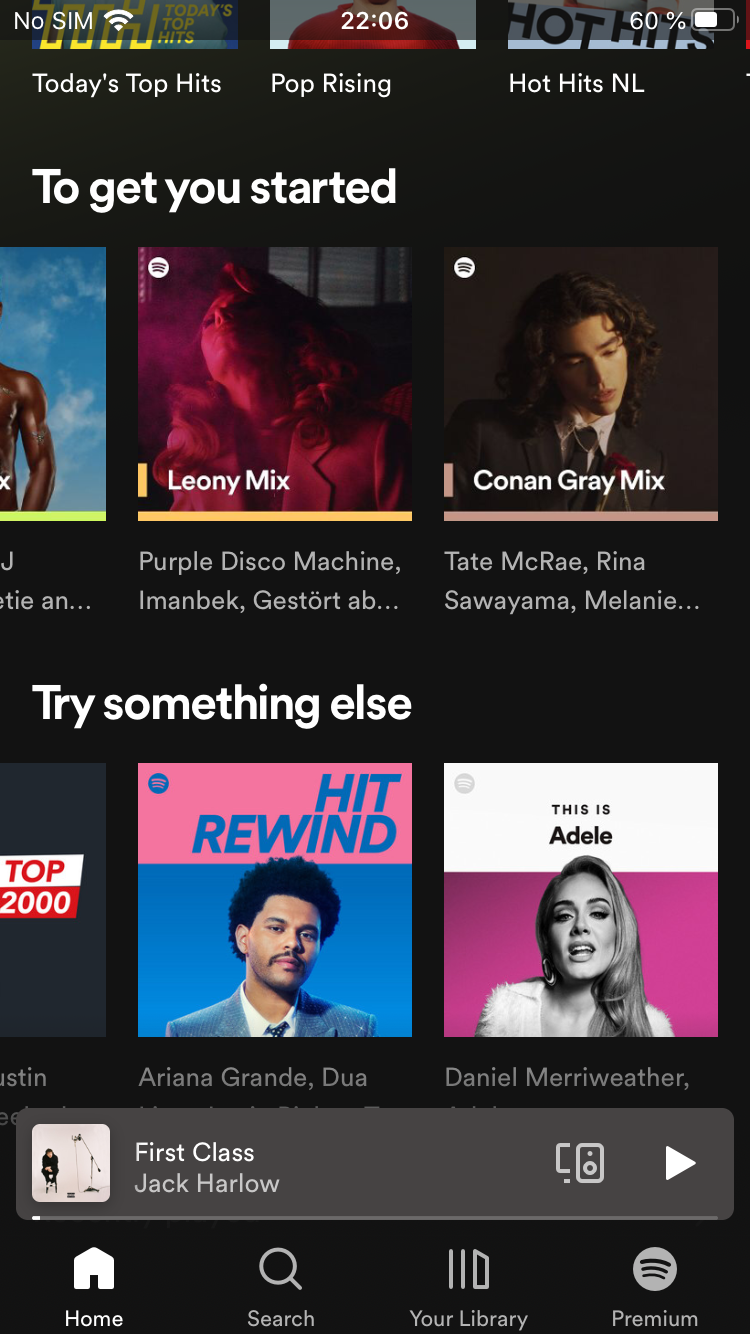 No SIM 22:06 60 %
TODAY'S
TOP
HITS
HOT HITS
Today's Top Hits
Pop Rising
Hot Hits NL
To get you started
x
Leony Mix
Conan Gray Mix
J
etie an...
Purple Disco Machine,
Imanbek, Gestört ab...
Tate McRae, Rina
Sawayama, Melanie...
Try something else
TOP
2000
HIT
REWIND
THIS IS
Adele
ustin
Ariana Grande, Dua
Daniel Merriweather,
First Class
Jack Harlow
Home
Search
Your Library
Premium